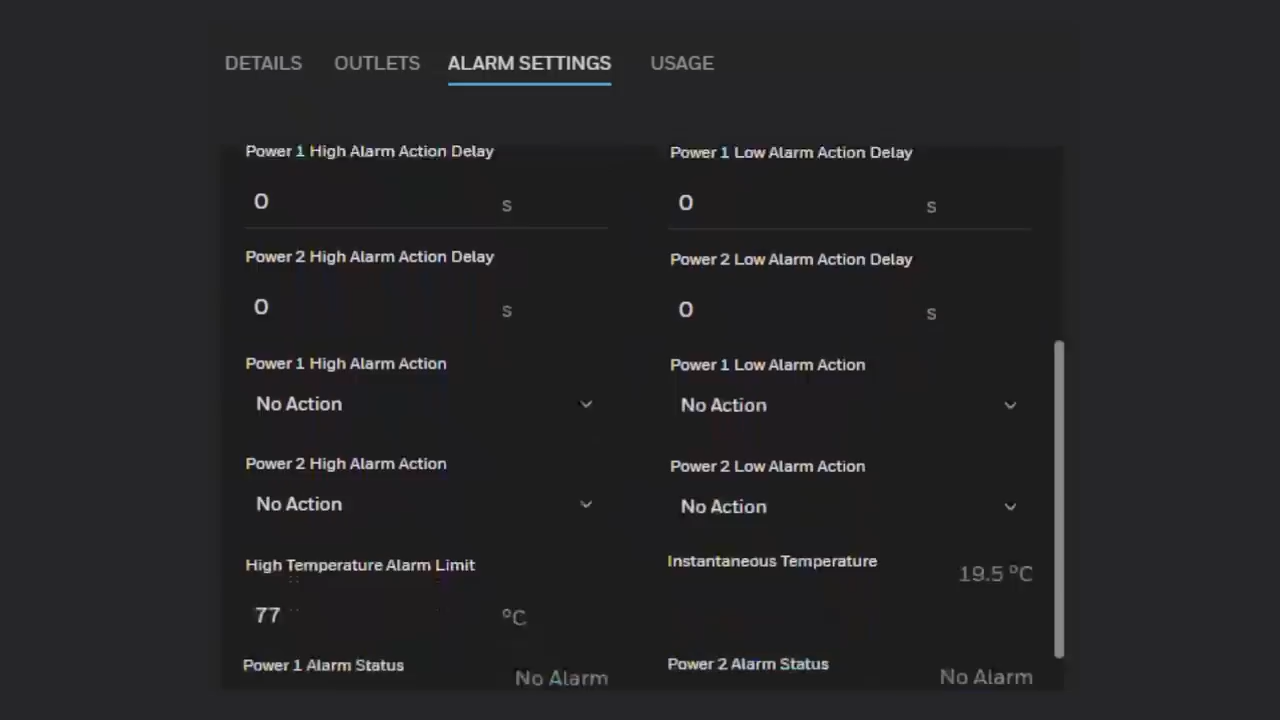 DETAILS OUTLETS ALARM SETTINGS USAGE
Power 1 High Alarm Action Delay Power 1 Low Alarm Action Delay
0 s 0 s
Power 2 High Alarm Action Delay Power 2 Low Alarm Action Delay
0 s 0 s
Power 1 High Alarm Action Power 1 Low Alarm Action
No Action No Action
Power 2 High Alarm Action Power 2 Low Alarm Action
No Action No Action
High Temperature Alarm Limit Instantaneous Temperature
77 °C 19.5 °C
Power 1 Alarm Status Power 2 Alarm Status
No Alarm No Alarm